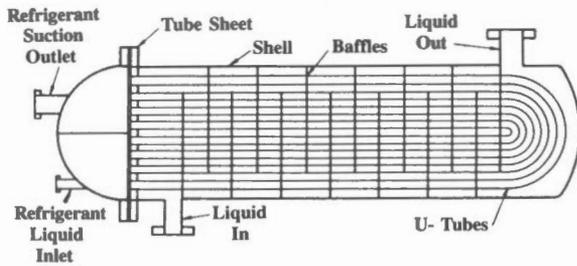 Refrigerant
Suction
Outlet
Tube Sheet
Shell
Baffles
Liquid
Out
Refrigerant
Liquid
Inlet
Liquid
In
U- Tubes